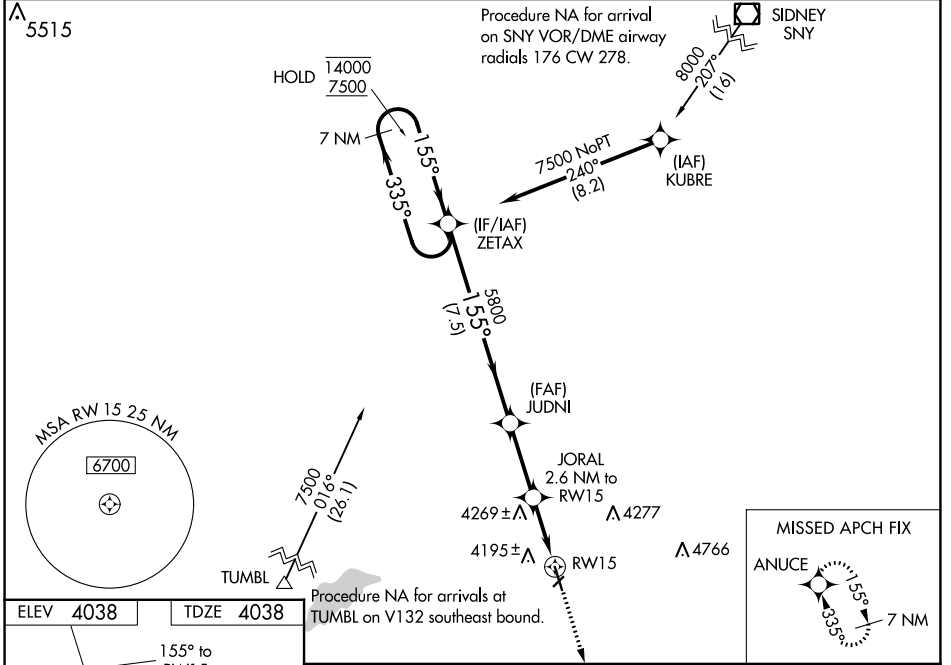 5515
Procedure NA for arrival
on SNY VOR/DME airway
radials 176 CW 278.
SIDNEY
SNY
8000
207°
(16)
HOLD
14000
7500
7 NM
155°
335°
7500 NoPT
240°
(8.2)
(IAF)
KUBRE
(IF/IAF)
ZETAX
5800
155°
(7.5)
(FAF)
JUDNI
MSA RW 15 25 NM
6700
7500
016°
(26.1)
JORAL
2.6 NM to
RW15
4269±
4277
4195±
RW15
4766
TUMBL
Procedure NA for arrivals at
TUMBL on V132 southeast bound.
MISSED APCH FIX
ANUCE
155°
335°
7 NM
ELEV 4038
TDZE 4038
155° to